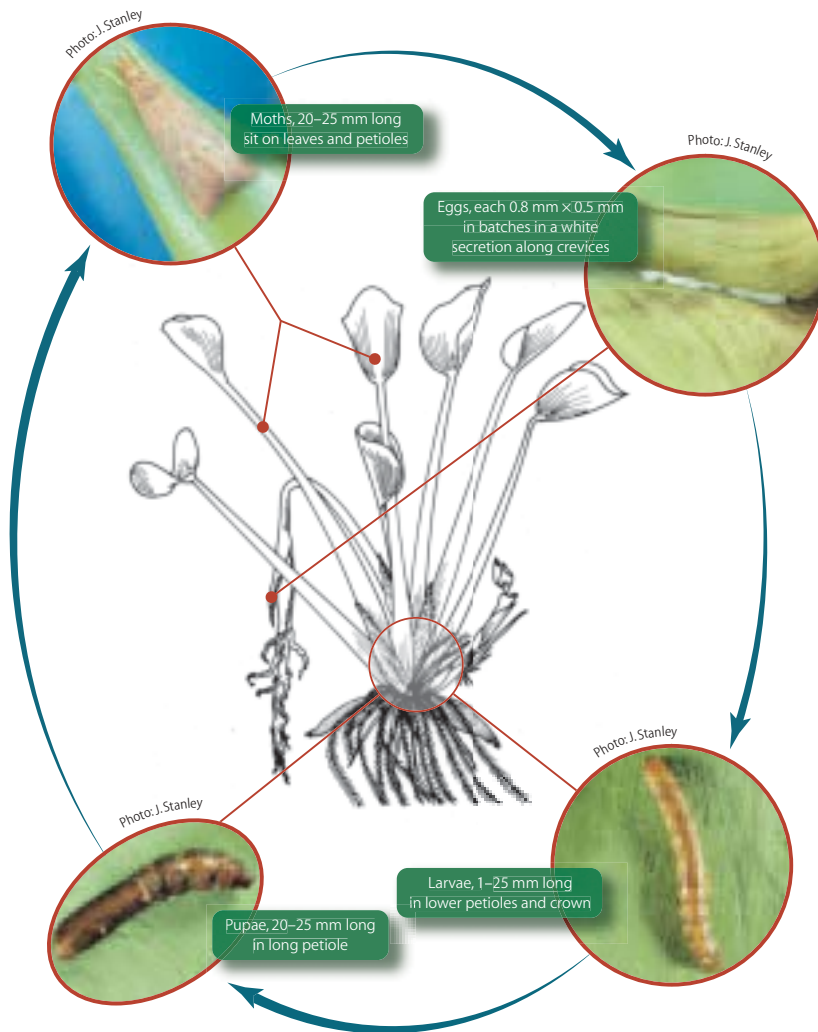 Photo: J. Stanley
Moths, 20–25 mm long
sit on leaves and petioles
Photo: J. Stanley
Eggs, each 0.8 mm × 0.5 mm
in batches in a white
secretion along crevices
Photo: J. Stanley
Larvae, 1–25 mm long
in lower petioles and crown
Photo: J. Stanley
Pupae, 20–25 mm long
in long petiole